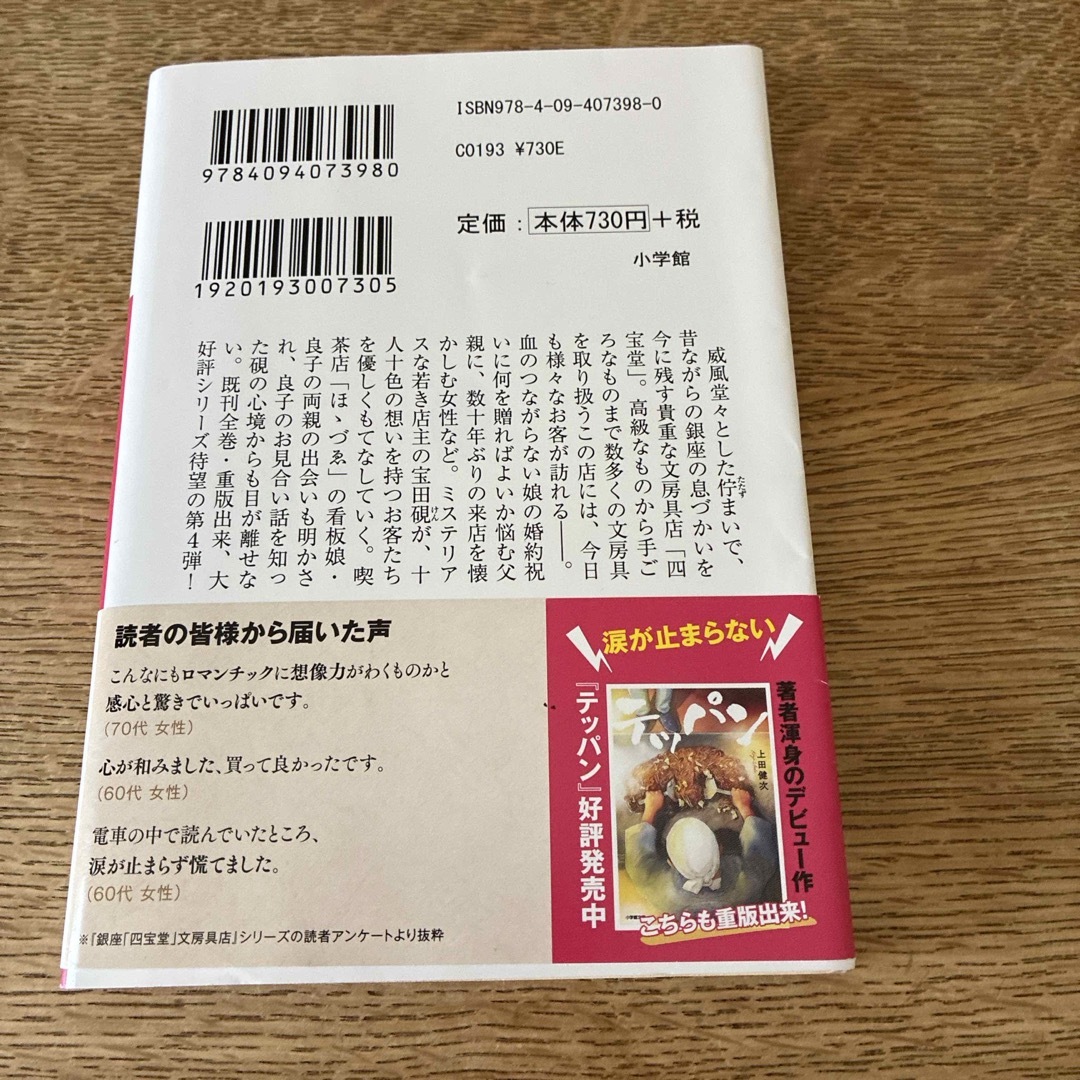 ISBN978-4-09-407398-0
C0193 ¥730E
9784094073980
定価：本体730円＋税
小学館
1920193007305
威風堂々とした佇まいで、
たたず
昔ながらの銀座の息づかいを
今に残す貴重な文房具店「四
宝堂」。高級なものから手ご
ろなものまで数多くの文房具
を取り扱うこの店には、今日
も様々なお客が訪れる――。
血のつながらない娘の婚約祝
いに何を贈ればよいか悩む父
親に、数十年ぶりの来店を懐
かしむ女性など。ミステリア
スな若き店主の宝田硯が、十
けん
人十色の想いを持つお客たち
を優しくもてなしていく。喫
茶店「ほゝづゑ」の看板娘・
良子の両親の出会いも明かさ
れ、良子のお見合い話を知っ
た硯の心境からも目が離せな
い。既刊全巻・重版出来、大
好評シリーズ待望の第4弾！
読者の皆様から届いた声
こんなにもロマンチックに想像力がわくものかと
感心と驚きでいっぱいです。
(70代 女性)
心が和みました、買って良かったです。
(60代 女性)
電車の中で読んでいたところ、
涙が止まらず慌てました。
(60代 女性)
※『銀座「四宝堂」文房具店』シリーズの読者アンケートより抜粋
涙が止まらない
著者渾身のデビュー作
テッパン
上田健次
『テッパン』好評発売中
こちらも重版出来！